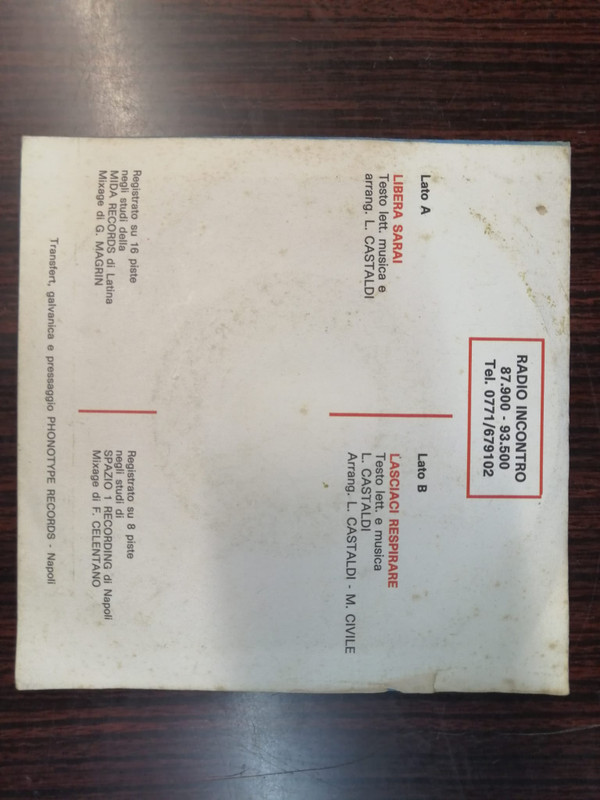 RADIO INCONTRO
87.900 - 93.500
Tel. 0771/679102
Lato A
LIBERA SARAI
Testo lett. musica e
arrang. L. CASTALDI
Lato B
LASCIACI RESPIRARE
Testo lett. e musica
L. CASTALDI
Arrang. L. CASTALDI - M. CIVILE
Registrato su 16 piste
negli studi della
MIDA RECORDS di Latina
Mixage di G. MAGRIN
Registrato su 8 piste
negli studi di
SPAZIO 1 RECORDING di Napoli
Mixage di F. CELENTANO
Transfert, galvanica e pressaggio PHONOTYPE RECORDS - Napoli